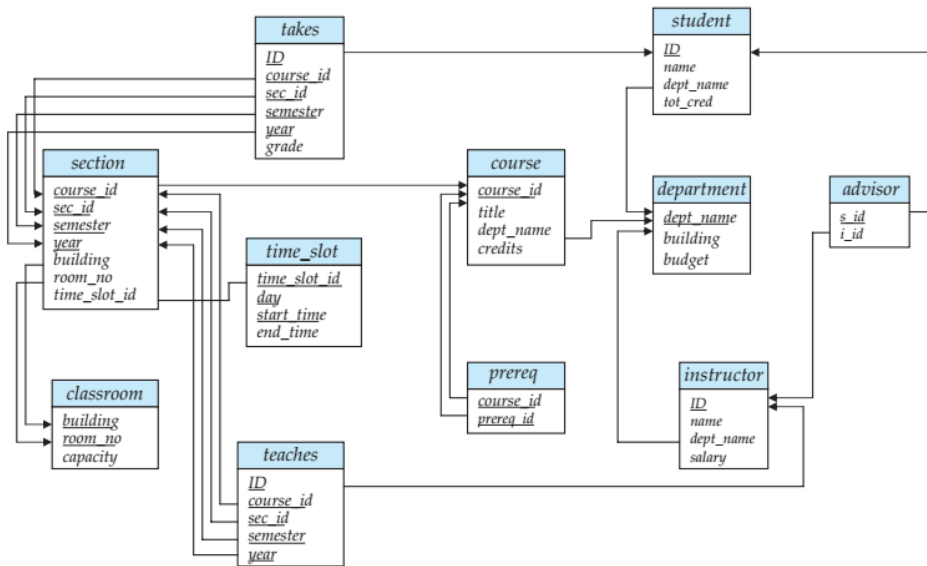 takes
ID
course_id
sec_id
semester
year
grade
student
ID
name
dept_name
tot_cred
section
course_id
sec_id
semester
year
building
room_no
time_slot_id
course
course_id
title
dept_name
credits
department
dept_name
building
budget
advisor
s_id
i_id
time_slot
time_slot_id
day
start_time
end_time
prereq
course_id
prereq_id
instructor
ID
name
dept_name
salary
classroom
building
room_no
capacity
teaches
ID
course_id
sec_id
semester
year